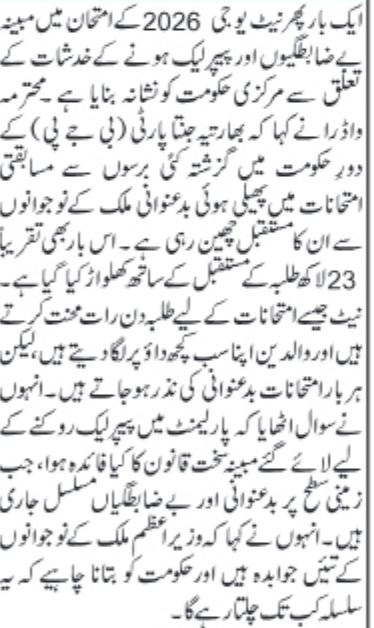 ایک بار پھر نیٹ یو جی 2026 کے امتحان میں مبینہ
بے ضابطگیوں اور پیپر لیک ہونے کے خدشات کے
تعلق سے مرکزی حکومت کو نشانہ بنایا ہے ۔محترمہ
واڈرا نے کہا کہ بھارتیہ جنتا پارٹی (بی جے پی) کے
دور حکومت میں گزشتہ کئی برسوں سے مسابقتی
امتحانات میں پھیلی ہوئی بدعنوانی ملک کے نوجوانوں
سے ان کا مستقبل چھین رہی ہے ۔ اس بار بھی تقریباً
23 لاکھ طلبہ کے مستقبل کے ساتھ کھلواڑ کیا گیا ہے ۔
نیٹ جیسے امتحانات کے لیے طلبہ دن رات محنت کرتے
ہیں اور والدین اپنا سب کچھ داؤ پر لگا دیتے ہیں، لیکن
ہر بار امتحانات بدعنوانی کی نذر ہو جاتے ہیں ۔ انہوں
نے سوال اٹھایا کہ پارلیمنٹ میں پیپر لیک روکنے کے
لیے لائے گئے مبینہ سخت قانون کا کیا فائدہ ہوا، جب
زمینی سطح پر بدعنوانی اور بے ضابطگیاں مسلسل جاری
ہیں ۔ انہوں نے کہا کہ وزیر اعظم ملک کے نوجوانوں
کے تئیں جوابدہ ہیں اور حکومت کو بتانا چاہیے کہ یہ
سلسلہ کب تک چلتا رہے گا ۔